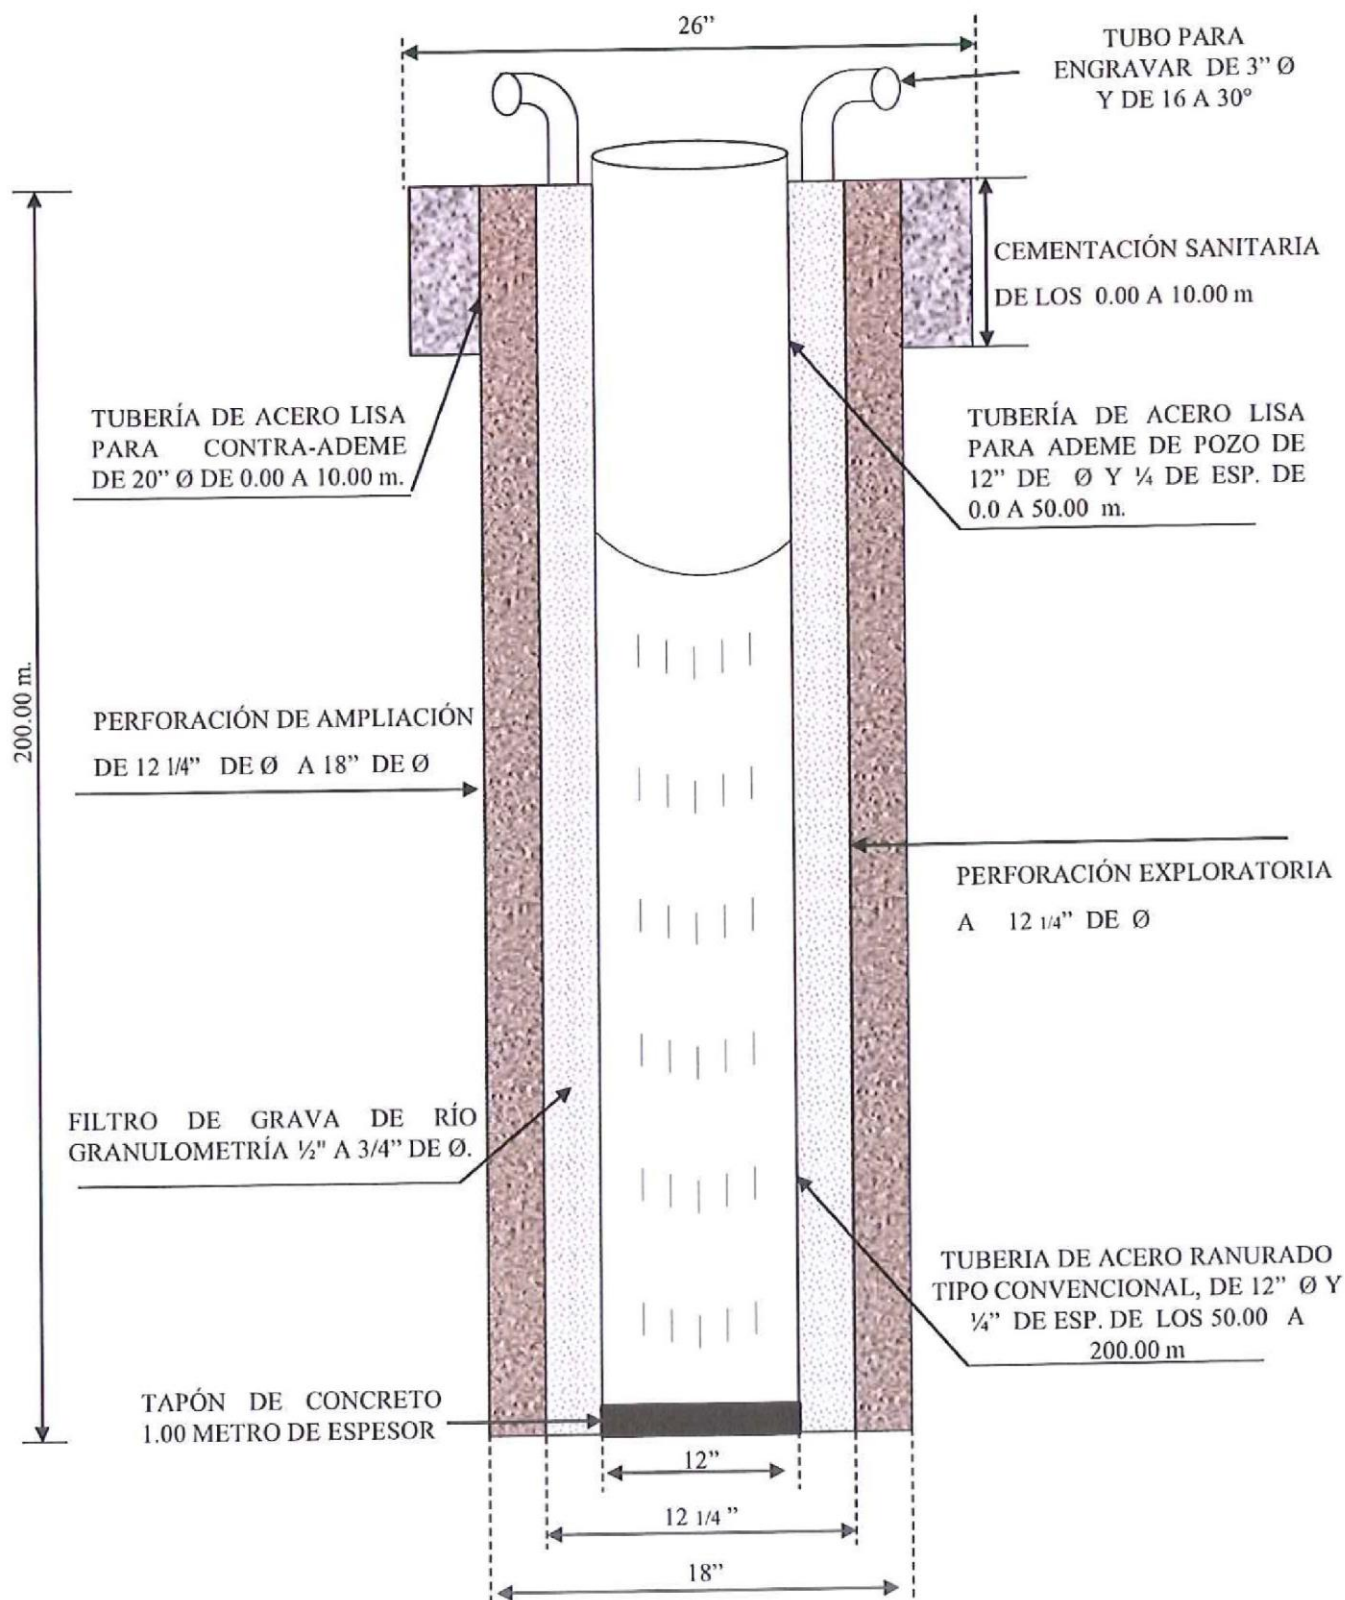 26”
TUBO PARA
ENGRAVAR DE 3” Ø
Y DE 16 A 30°
CEMENTACIÓN SANITARIA
DE LOS 0.00 A 10.00 m
TUBERÍA DE ACERO LISA
PARA CONTRA-ADEME
DE 20” Ø DE 0.00 A 10.00 m.
TUBERÍA DE ACERO LISA
PARA ADEME DE POZO DE
12” DE Ø Y ¼ DE ESP. DE
0.0 A 50.00 m.
200.00 m.
PERFORACIÓN DE AMPLIACIÓN
DE 12 1/4” DE Ø A 18” DE Ø
PERFORACIÓN EXPLORATORIA
A 12 1/4” DE Ø
FILTRO DE GRAVA DE RÍO
GRANULOMETRÍA ½" A 3/4” DE Ø.
TUBERIA DE ACERO RANURADO
TIPO CONVENCIONAL, DE 12” Ø Y
¼” DE ESP. DE LOS 50.00 A
200.00 m
TAPÓN DE CONCRETO
1.00 METRO DE ESPESOR
12”
12 1/4 ”
18”